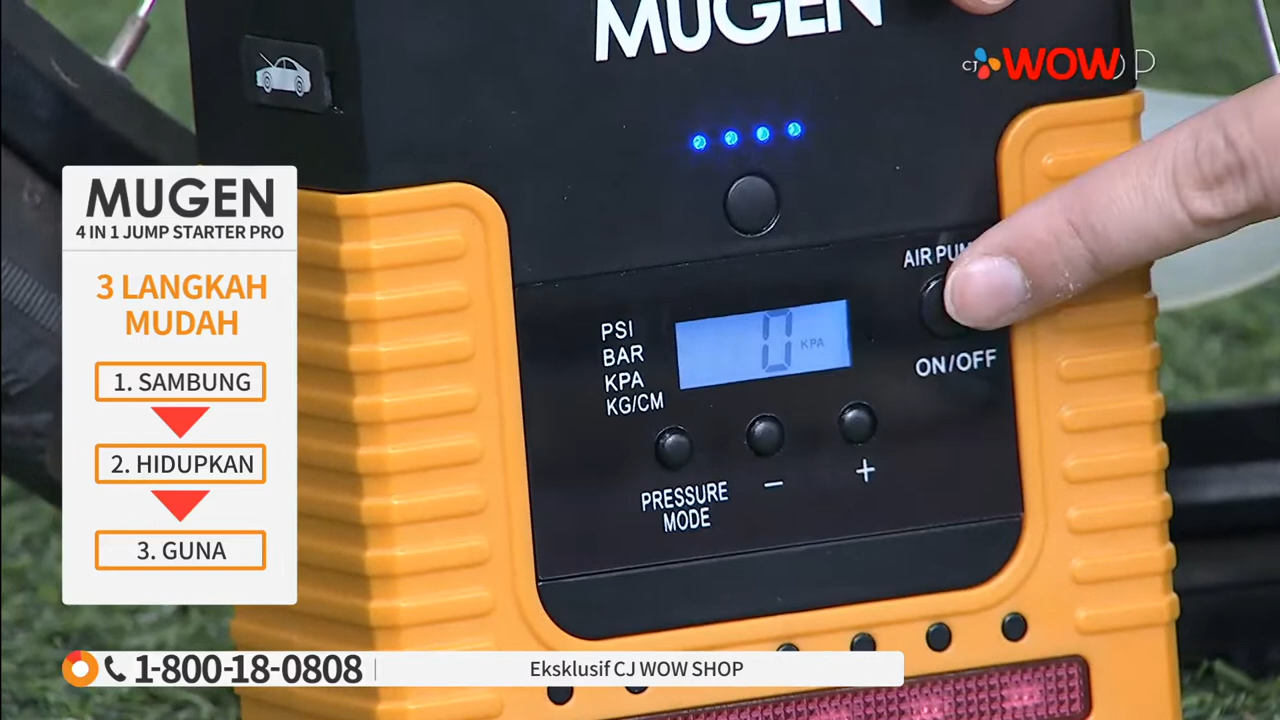 MUGEN
CJ WOW
P
MUGEN
4 IN 1 JUMP STARTER PRO
3 LANGKAH
MUDAH
1. SAMBUNG
2. HIDUPKAN
3. GUNA
AIR PUM
ON/OFF
PSI
BAR
KPA
KG/CM
0 KPA
PRESSURE
MODE
−
+
1-800-18-0808
Eksklusif CJ WOW SHOP